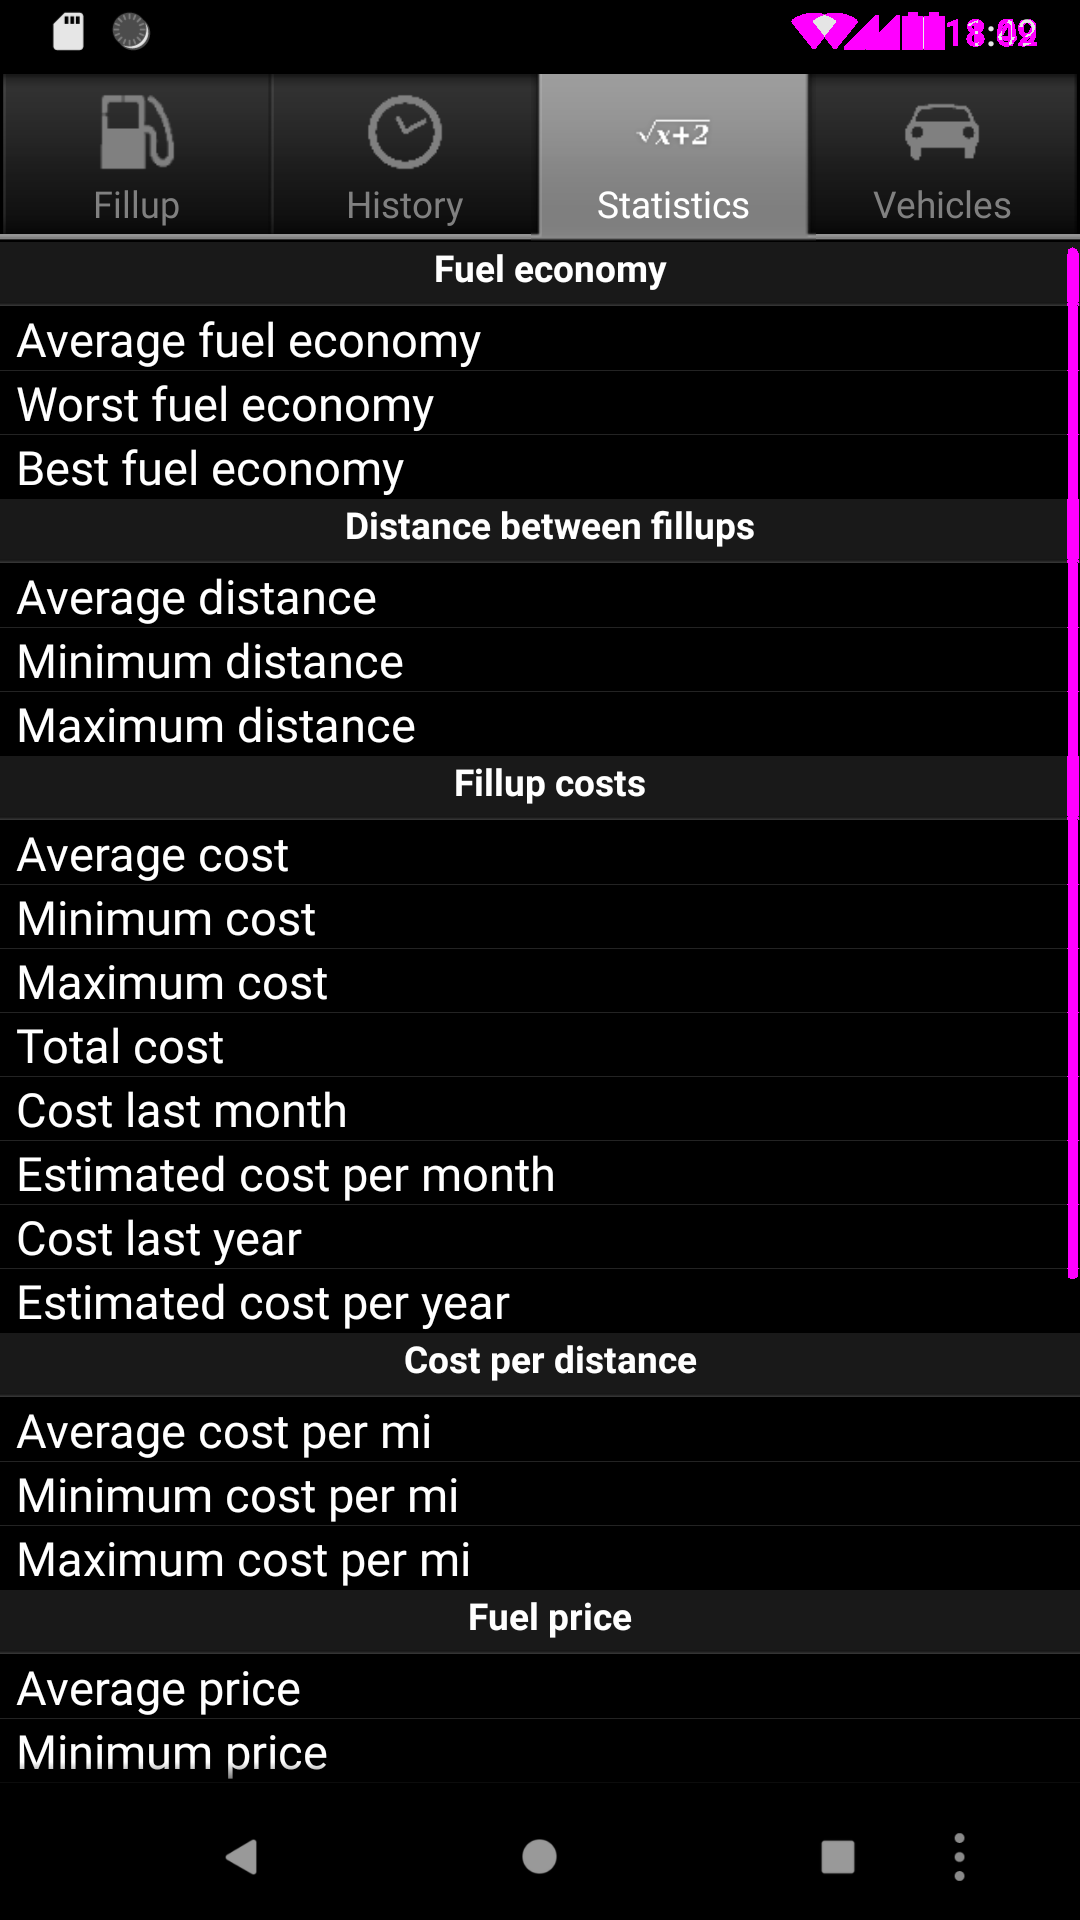 Fillup
History
√x+2
Statistics
Vehicles
Fuel economy
Average fuel economy
Worst fuel economy
Best fuel economy
Distance between fillups
Average distance
Minimum distance
Maximum distance
Fillup costs
Average cost
Minimum cost
Maximum cost
Total cost
Cost last month
Estimated cost per month
Cost last year
Estimated cost per year
Cost per distance
Average cost per mi
Minimum cost per mi
Maximum cost per mi
Fuel price
Average price
Minimum price